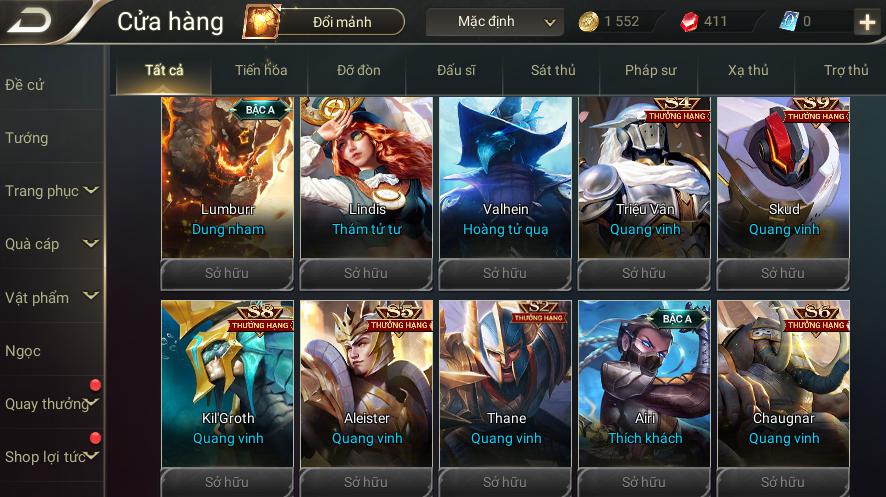 Cửa hàng
Đổi mảnh
Mặc định
1 552
411
0
Đề cử
Tướng
Trang phục
Quà cáp
Vật phẩm
Ngọc
Quay thưởng
Shop lợi tức
Tất cả
Tiến hóa
Đỡ đòn
Đấu sĩ
Sát thủ
Pháp sư
Xạ thủ
Trợ thủ
BẬC A
Lumburr
Dung nham
Sở hữu
Lindis
Thám tử tư
Sở hữu
Valhein
Hoàng tử quạ
Sở hữu
S4
THƯỞNG HẠNG
Triệu Vân
Quang vinh
Sở hữu
S9
THƯỞNG HẠNG
Skud
Quang vinh
Sở hữu
S8
THƯỞNG HẠNG
Kil'Groth
Quang vinh
Sở hữu
S5
THƯỞNG HẠNG
Aleister
Quang vinh
Sở hữu
S2
THƯỞNG HẠNG
Thane
Quang vinh
Sở hữu
BẬC A
Airi
Thích khách
Sở hữu
S6
THƯỞNG HẠNG
Chaugnar
Quang vinh
Sở hữu